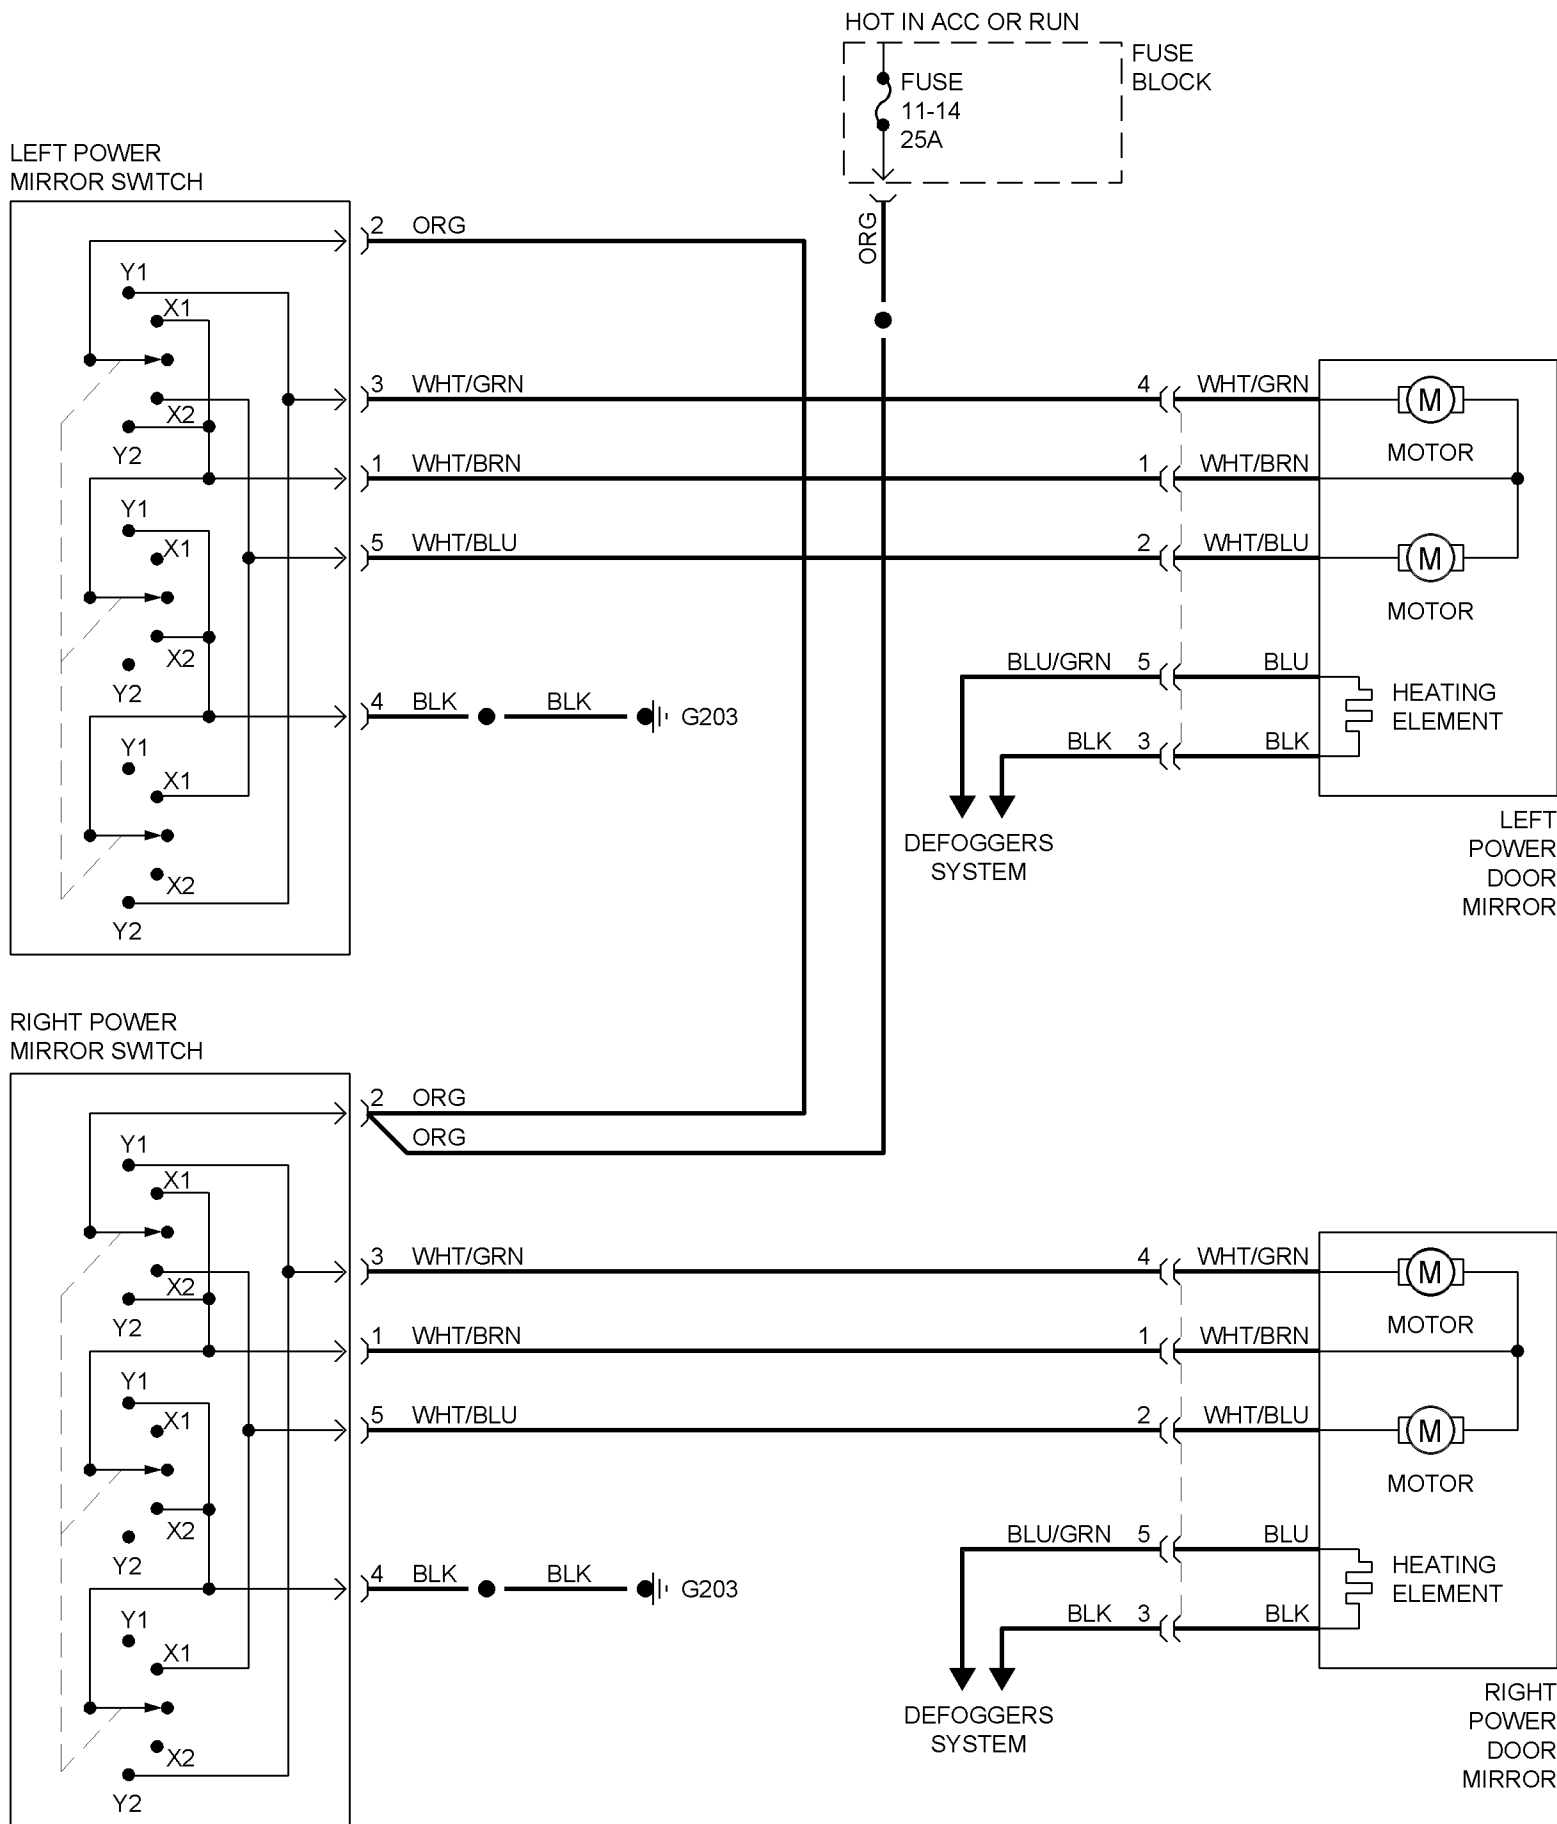 HOT IN ACC OR RUN
FUSE
BLOCK
FUSE
11-14
25A
ORG
LEFT POWER
MIRROR SWITCH
2 ORG
Y1
X1
3 WHT/GRN 4 WHT/GRN
X2
Y2
M
MOTOR
1 WHT/BRN 1 WHT/BRN
Y1
X1
5 WHT/BLU 2 WHT/BLU
M
MOTOR
X2
Y2
BLU/GRN 5 BLU
HEATING
ELEMENT
4 BLK BLK G203
BLK 3 BLK
Y1
X1
X2
Y2
DEFOGGERS
SYSTEM
LEFT
POWER
DOOR
MIRROR
RIGHT POWER
MIRROR SWITCH
2 ORG
ORG
Y1
X1
3 WHT/GRN 4 WHT/GRN
X2
Y2
M
MOTOR
1 WHT/BRN 1 WHT/BRN
Y1
X1
5 WHT/BLU 2 WHT/BLU
M
MOTOR
X2
Y2
BLU/GRN 5 BLU
HEATING
ELEMENT
4 BLK BLK G203
BLK 3 BLK
Y1
X1
X2
Y2
DEFOGGERS
SYSTEM
RIGHT
POWER
DOOR
MIRROR